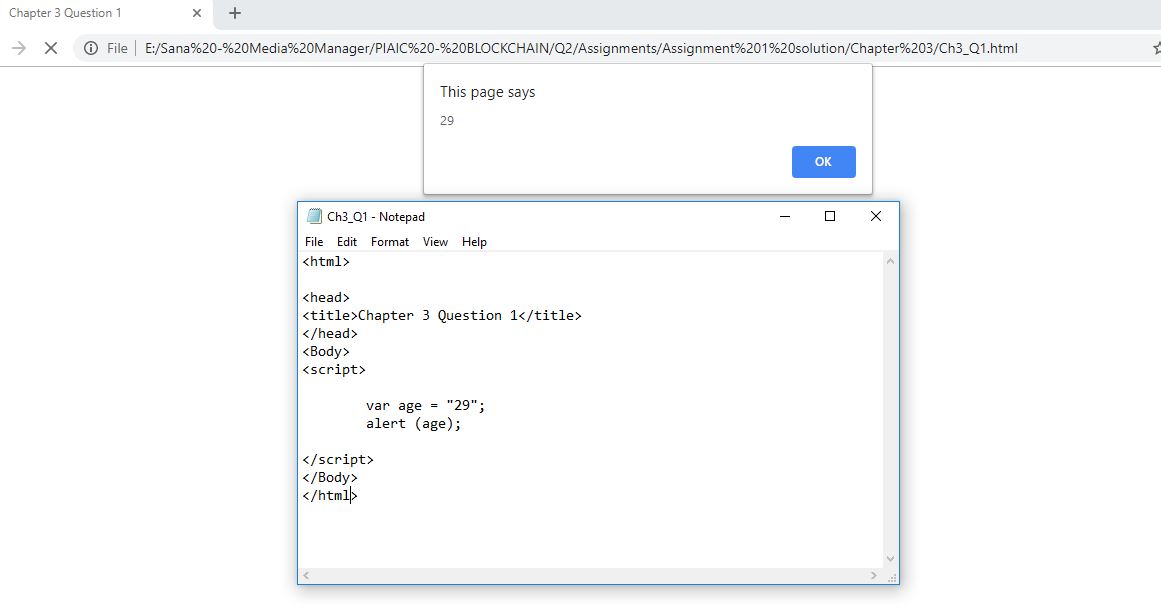 Chapter 3 Question 1
File E:/Sana%20-%20Media%20Manager/PIAIC%20-%20BLOCKCHAIN/Q2/Assignments/Assignment%201%20solution/Chapter%203/Ch3_Q1.html
This page says
29
OK
Ch3_Q1 - Notepad
File Edit Format View Help
<html>
<head>
<title>Chapter 3 Question 1</title>
</head>
<Body>
<script>
var age = "29";
alert (age);
</script>
</Body>
</html>